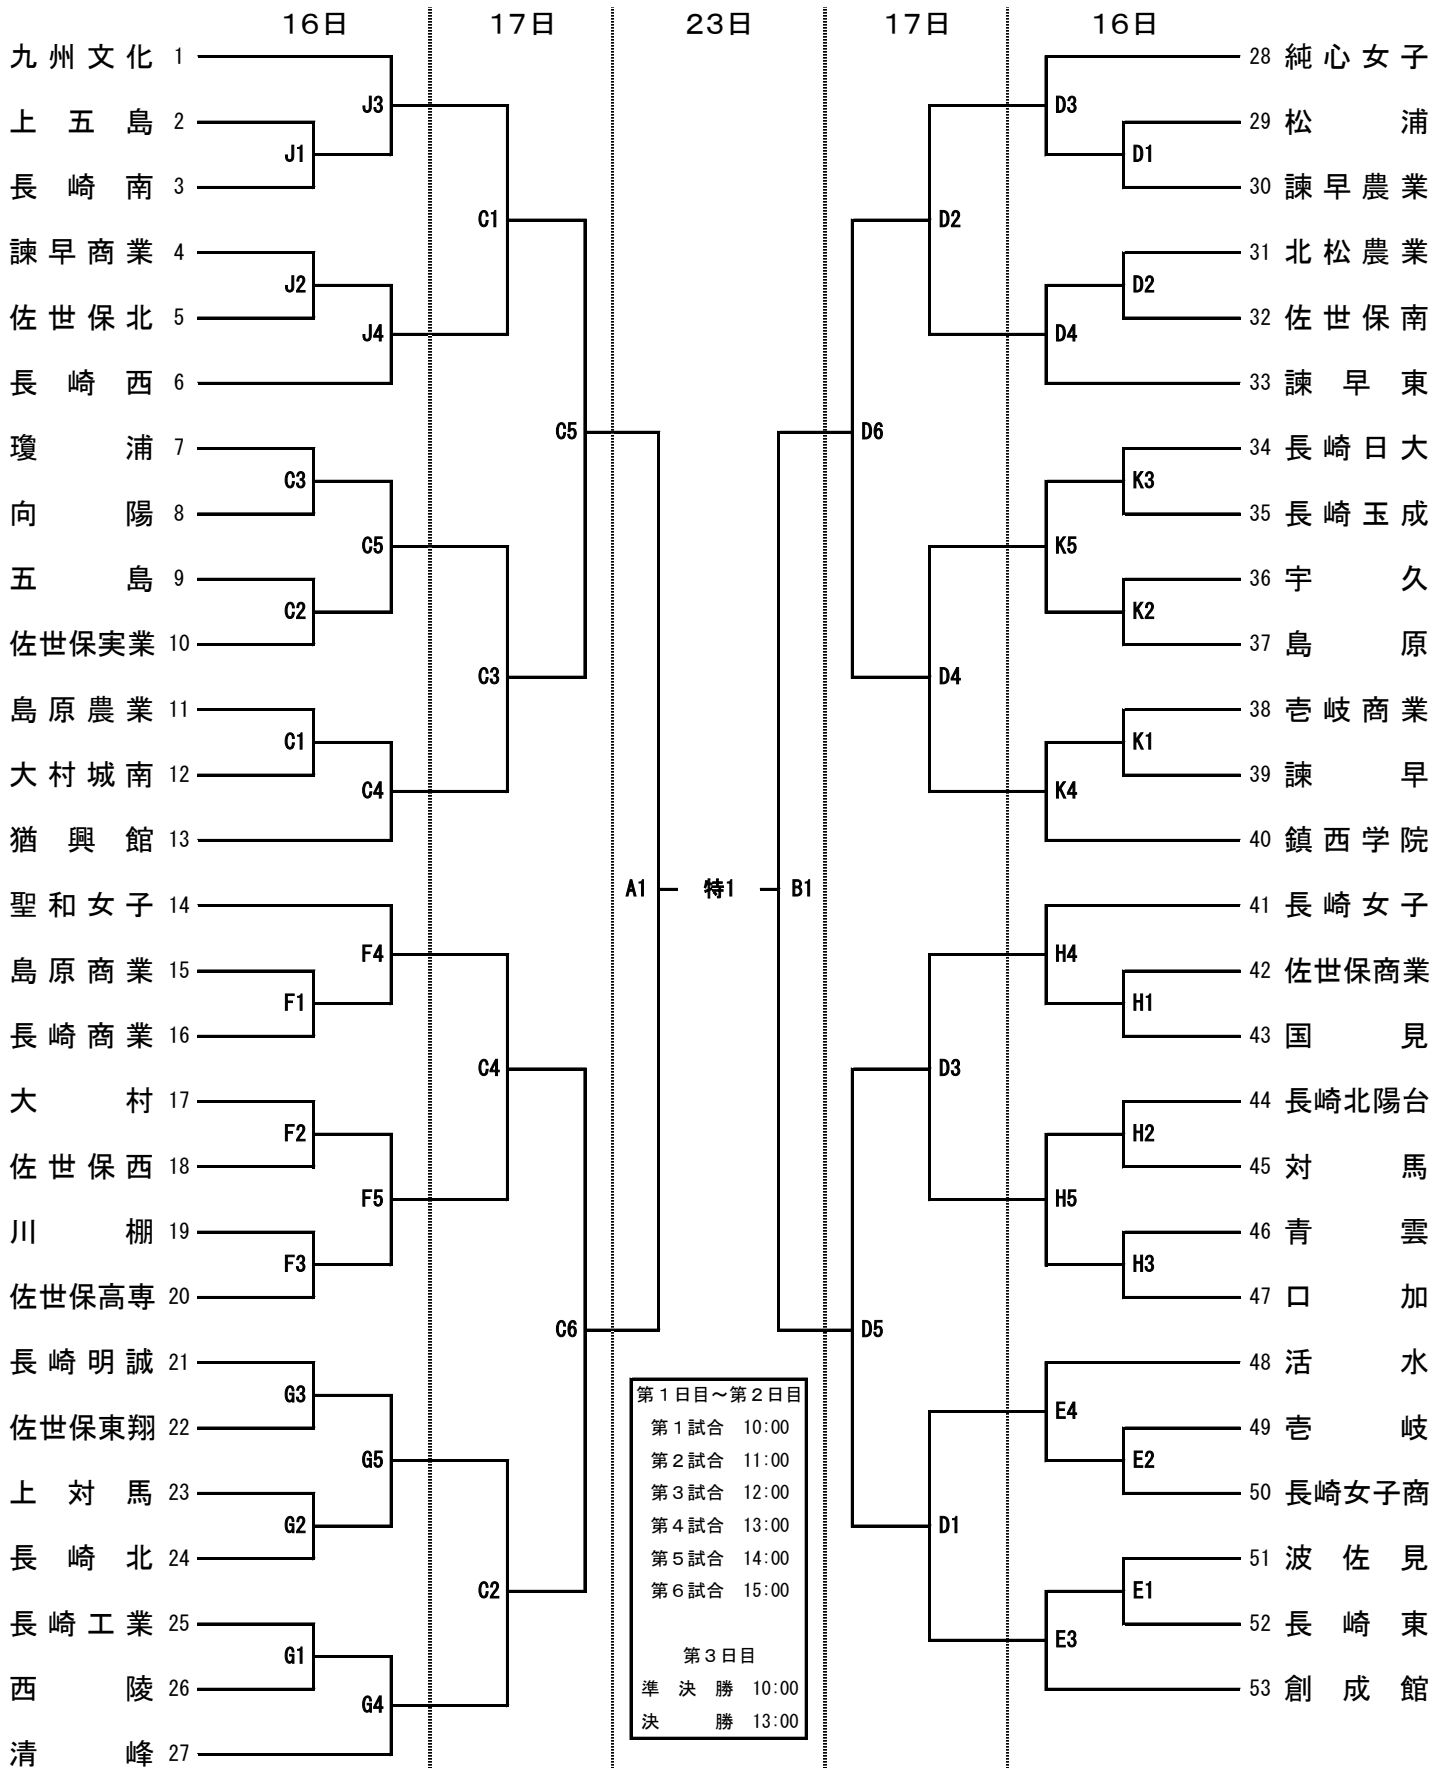 16日 17日 23日 17日 16日
九州文化 1
J3
上五島 2
J1
長崎南 3
C1
諫早商業 4
J2
佐世保北 5
J4
長崎西 6
C5
瓊浦 7
C3
向陽 8
C5
五島 9
C2
佐世保実業 10
C3
島原農業 11
C1
大村城南 12
C4
猶興館 13
A1 特1 B1
聖和女子 14
F4
島原商業 15
F1
長崎商業 16
C4
大村 17
F2
佐世保西 18
F5
川棚 19
F3
佐世保高専 20
C6
長崎明誠 21
G3
佐世保東翔 22
G5
上対馬 23
G2
長崎北 24
C2
長崎工業 25
G1
西陵 26
G4
清峰 27
28 純心女子
D3
29 松浦
D1
30 諫早農業
D2
31 北松農業
D2
32 佐世保南
D4
33 諫早東
D6
34 長崎日大
K3
35 長崎玉成
K5
36 宇久
K2
37 島原
D4
38 壱岐商業
K1
39 諫早
K4
40 鎮西学院
41 長崎女子
H4
42 佐世保商業
H1
43 国見
D3
44 長崎北陽台
H2
45 対馬
H5
46 青雲
H3
47 口加
D5
48 活水
E4
49 壱岐
E2
50 長崎女子商
D1
51 波佐見
E1
52 長崎東
E3
53 創成館
第1日目～第2日目
第1試合 10:00
第2試合 11:00
第3試合 12:00
第4試合 13:00
第5試合 14:00
第6試合 15:00
第3日目
準決勝 10:00
決勝 13:00